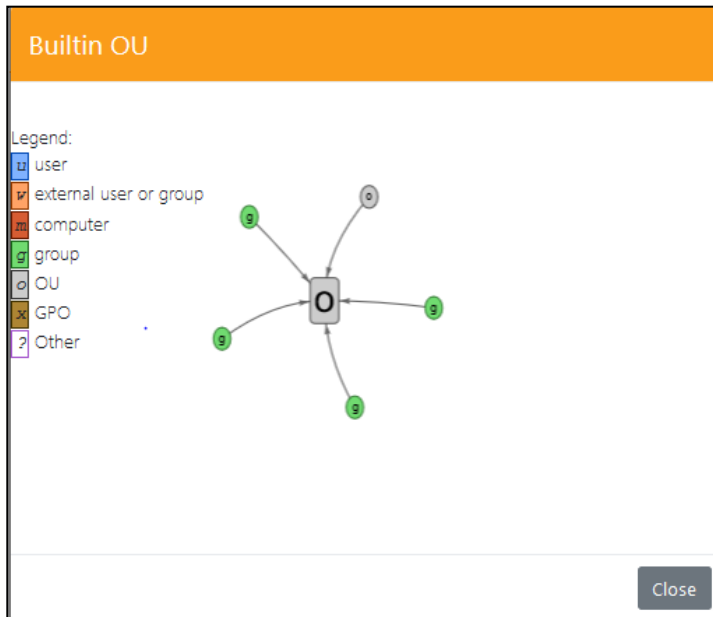 Builtin OU
Legend:
u user
w external user or group
m computer
g group
o OU
x GPO
? Other
o
g
O
g
g
g
Close